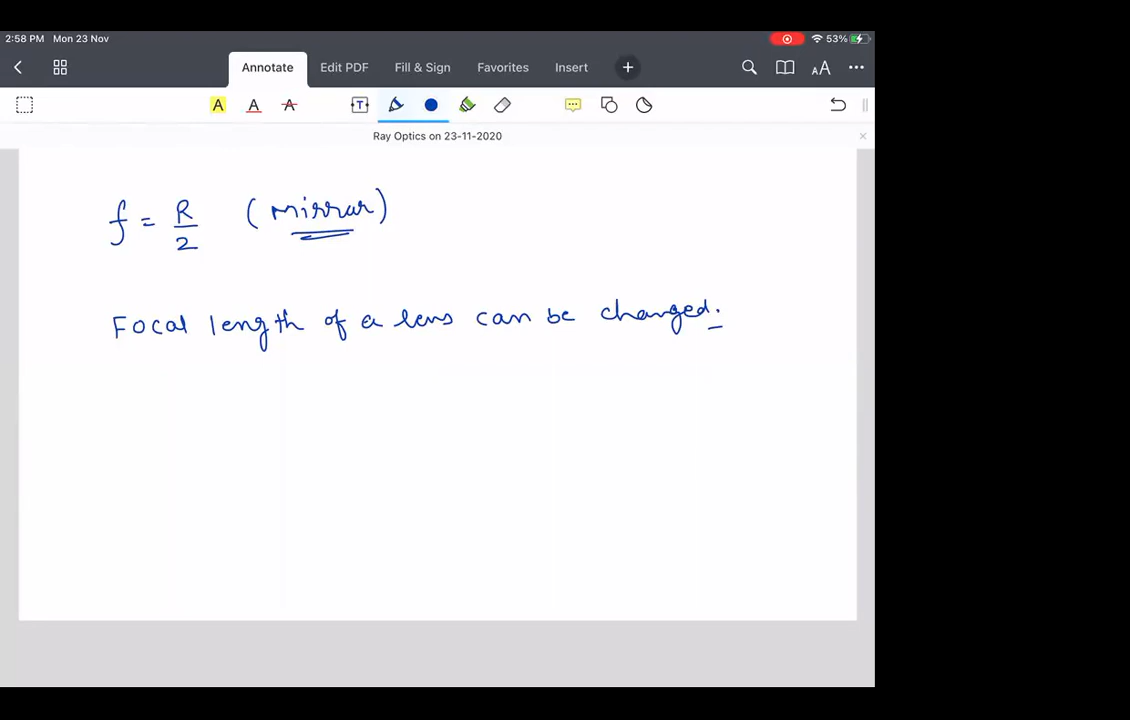 2:58 PM Mon 23 Nov
53%
Annotate Edit PDF Fill & Sign Favorites Insert
Ray Optics on 23-11-2020
f = R/2 (mirrar)
Focal length of a lens can be changed.